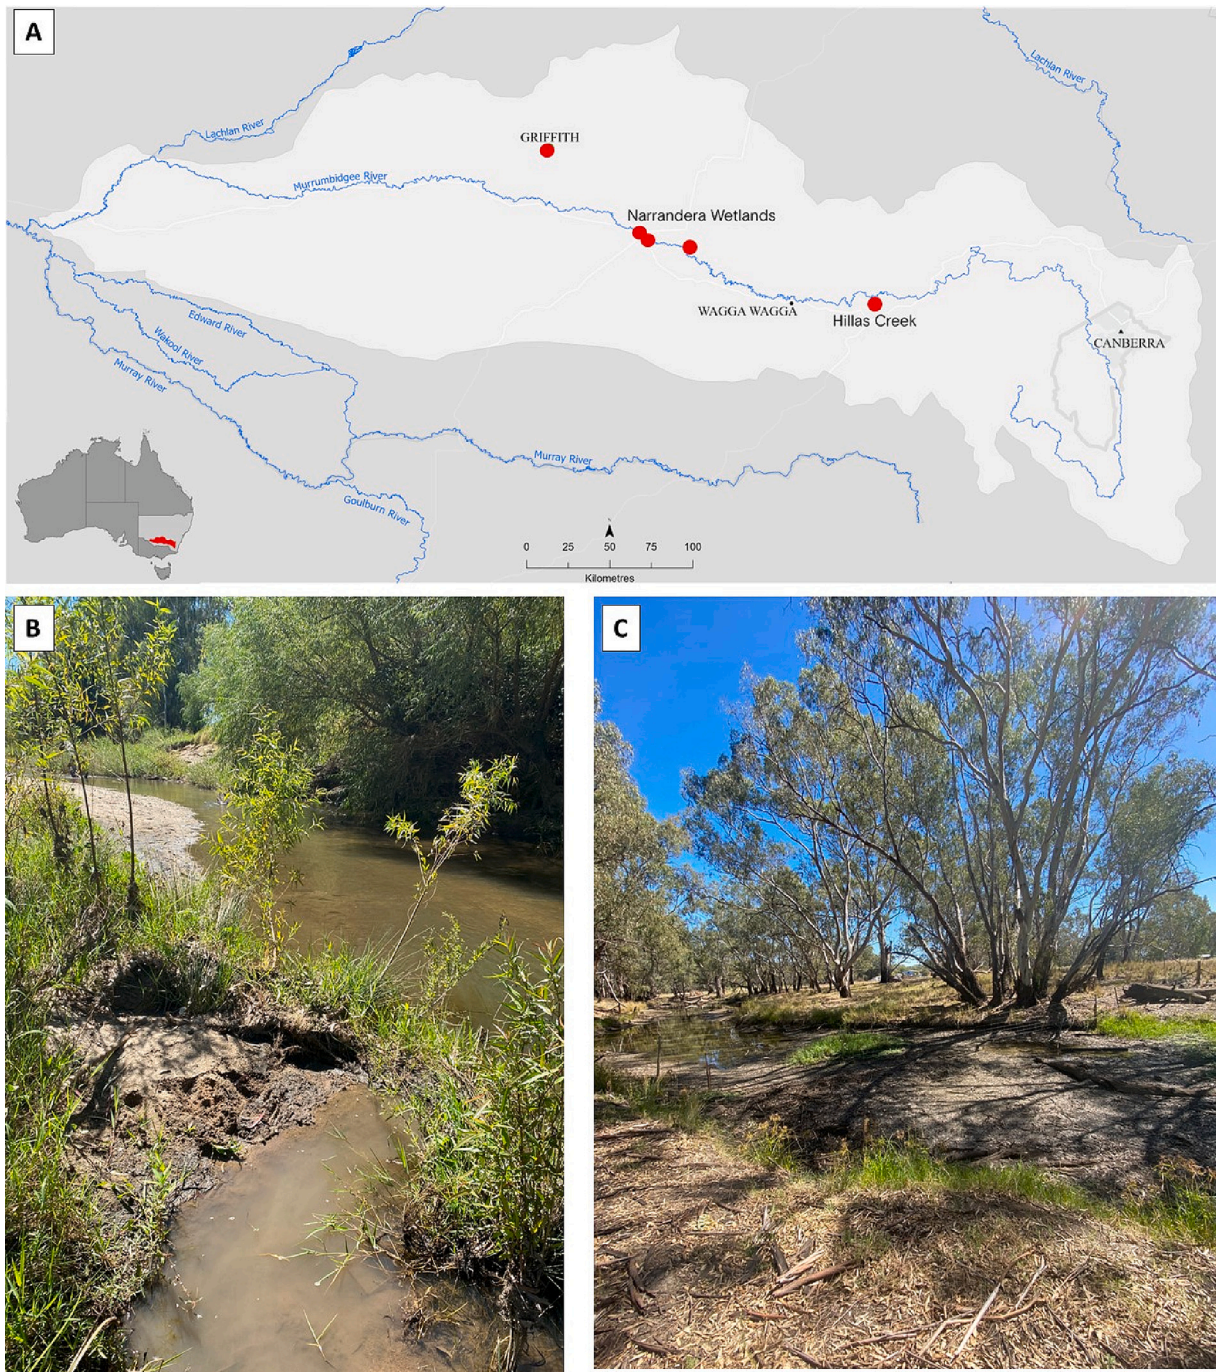 A
Lachlan River
Lachlan River
GRIFFITH
Murrumbidgee River
Narrandera Wetlands
WAGGA WAGGA
Hillas Creek
CANBERRA
Edward River
Wakool River
Murray River
Murray River
Goulburn River
0 25 50 75 100
Kilometres
B
C